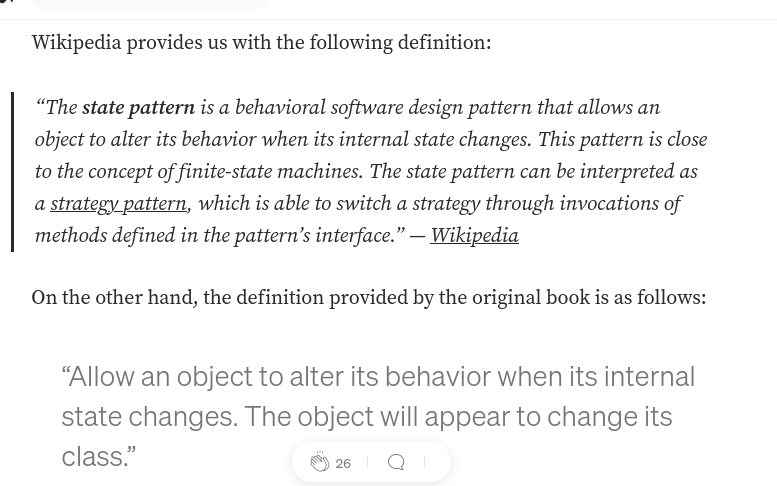 Wikipedia provides us with the following definition:
“The state pattern is a behavioral software design pattern that allows an
object to alter its behavior when its internal state changes. This pattern is close
to the concept of finite-state machines. The state pattern can be interpreted as
a strategy pattern, which is able to switch a strategy through invocations of
methods defined in the pattern’s interface.” — Wikipedia
On the other hand, the definition provided by the original book is as follows:
“Allow an object to alter its behavior when its internal
state changes. The object will appear to change its
class.”
26